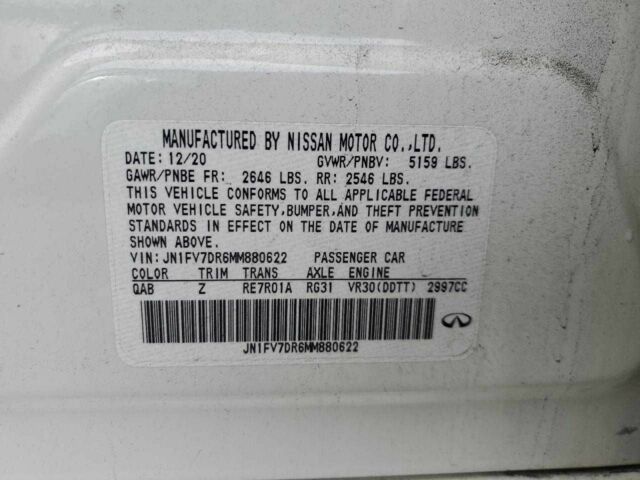 MANUFACTURED BY NISSAN MOTOR CO.,LTD.
DATE: 12/20 GVWR/PNBV: 5159 LBS.
GAWR/PNBE FR: 2646 LBS. RR: 2546 LBS.
THIS VEHICLE CONFORMS TO ALL APPLICABLE FEDERAL
MOTOR VEHICLE SAFETY,BUMPER,AND THEFT PREVENTION
STANDARDS IN EFFECT ON THE DATE OF MANUFACTURE
SHOWN ABOVE.
VIN: JN1FV7DR6MM880622 PASSENGER CAR
COLOR TRIM TRANS AXLE ENGINE
QAB Z RE7R01A RG31 VR30(DDTT) 2997CC
JN1FV7DR6MM880622